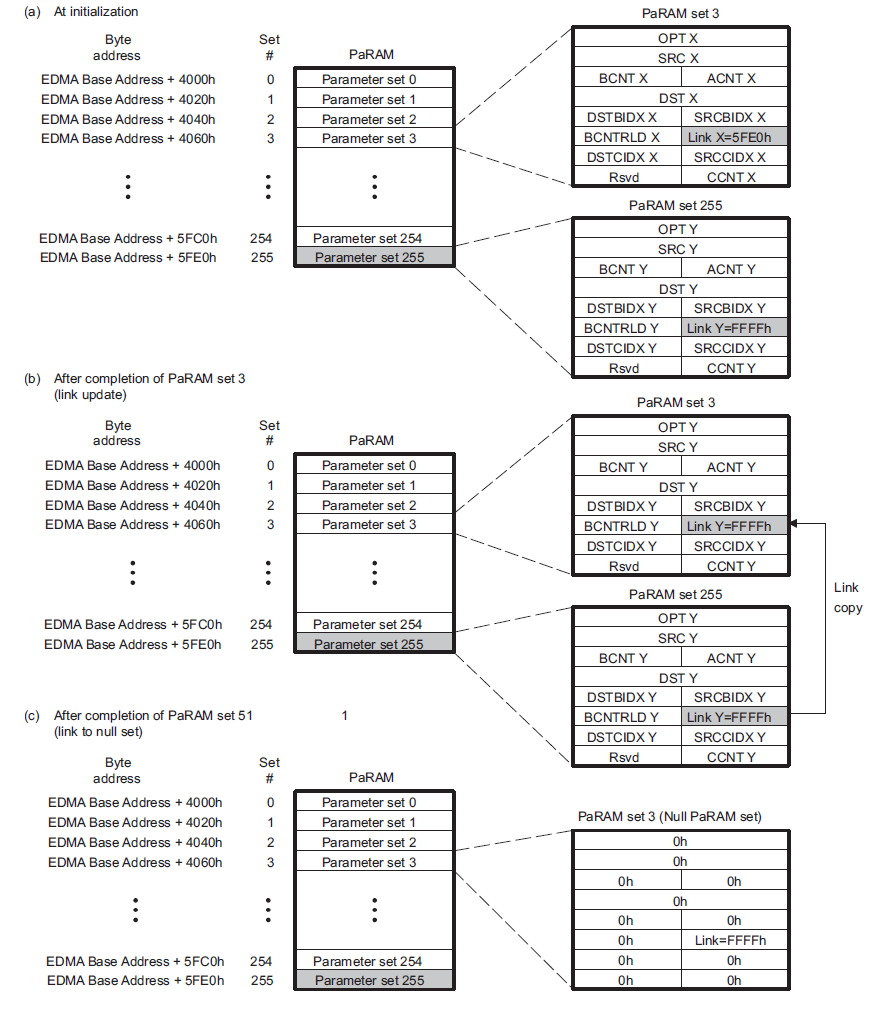 (a) At initialization
Byte address
Set #
PaRAM
EDMA Base Address + 4000h 0 Parameter set 0
EDMA Base Address + 4020h 1 Parameter set 1
EDMA Base Address + 4040h 2 Parameter set 2
EDMA Base Address + 4060h 3 Parameter set 3
EDMA Base Address + 5FC0h 254 Parameter set 254
EDMA Base Address + 5FE0h 255 Parameter set 255
PaRAM set 3
OPT X
SRC X
BCNT X ACNT X
DST X
DSTBIDX X SRCBIDX X
BCNTRLD X Link X=5FE0h
DSTCIDX X SRCCIDX X
Rsvd CCNT X
PaRAM set 255
OPT Y
SRC Y
BCNT Y ACNT Y
DST Y
DSTBIDX Y SRCBIDX Y
BCNTRLD Y Link Y=FFFFh
DSTCIDX Y SRCCIDX Y
Rsvd CCNT Y
(b) After completion of PaRAM set 3
(link update)
Byte address
Set #
PaRAM
EDMA Base Address + 4000h 0 Parameter set 0
EDMA Base Address + 4020h 1 Parameter set 1
EDMA Base Address + 4040h 2 Parameter set 2
EDMA Base Address + 4060h 3 Parameter set 3
EDMA Base Address + 5FC0h 254 Parameter set 254
EDMA Base Address + 5FE0h 255 Parameter set 255
PaRAM set 3
OPT Y
SRC Y
BCNT Y ACNT Y
DST Y
DSTBIDX Y SRCBIDX Y
BCNTRLD Y Link Y=FFFFh
DSTCIDX Y SRCCIDX Y
Rsvd CCNT Y
Link
copy
PaRAM set 255
OPT Y
SRC Y
BCNT Y ACNT Y
DST Y
DSTBIDX Y SRCBIDX Y
BCNTRLD Y Link Y=FFFFh
DSTCIDX Y SRCCIDX Y
Rsvd CCNT Y
(c) After completion of PaRAM set 51 1
(link to null set)
Byte address
Set #
PaRAM
EDMA Base Address + 4000h 0 Parameter set 0
EDMA Base Address + 4020h 1 Parameter set 1
EDMA Base Address + 4040h 2 Parameter set 2
EDMA Base Address + 4060h 3 Parameter set 3
EDMA Base Address + 5FC0h 254 Parameter set 254
EDMA Base Address + 5FE0h 255 Parameter set 255
PaRAM set 3 (Null PaRAM set)
0h
0h
0h 0h
0h
0h 0h
0h Link=FFFFh
0h 0h
0h 0h